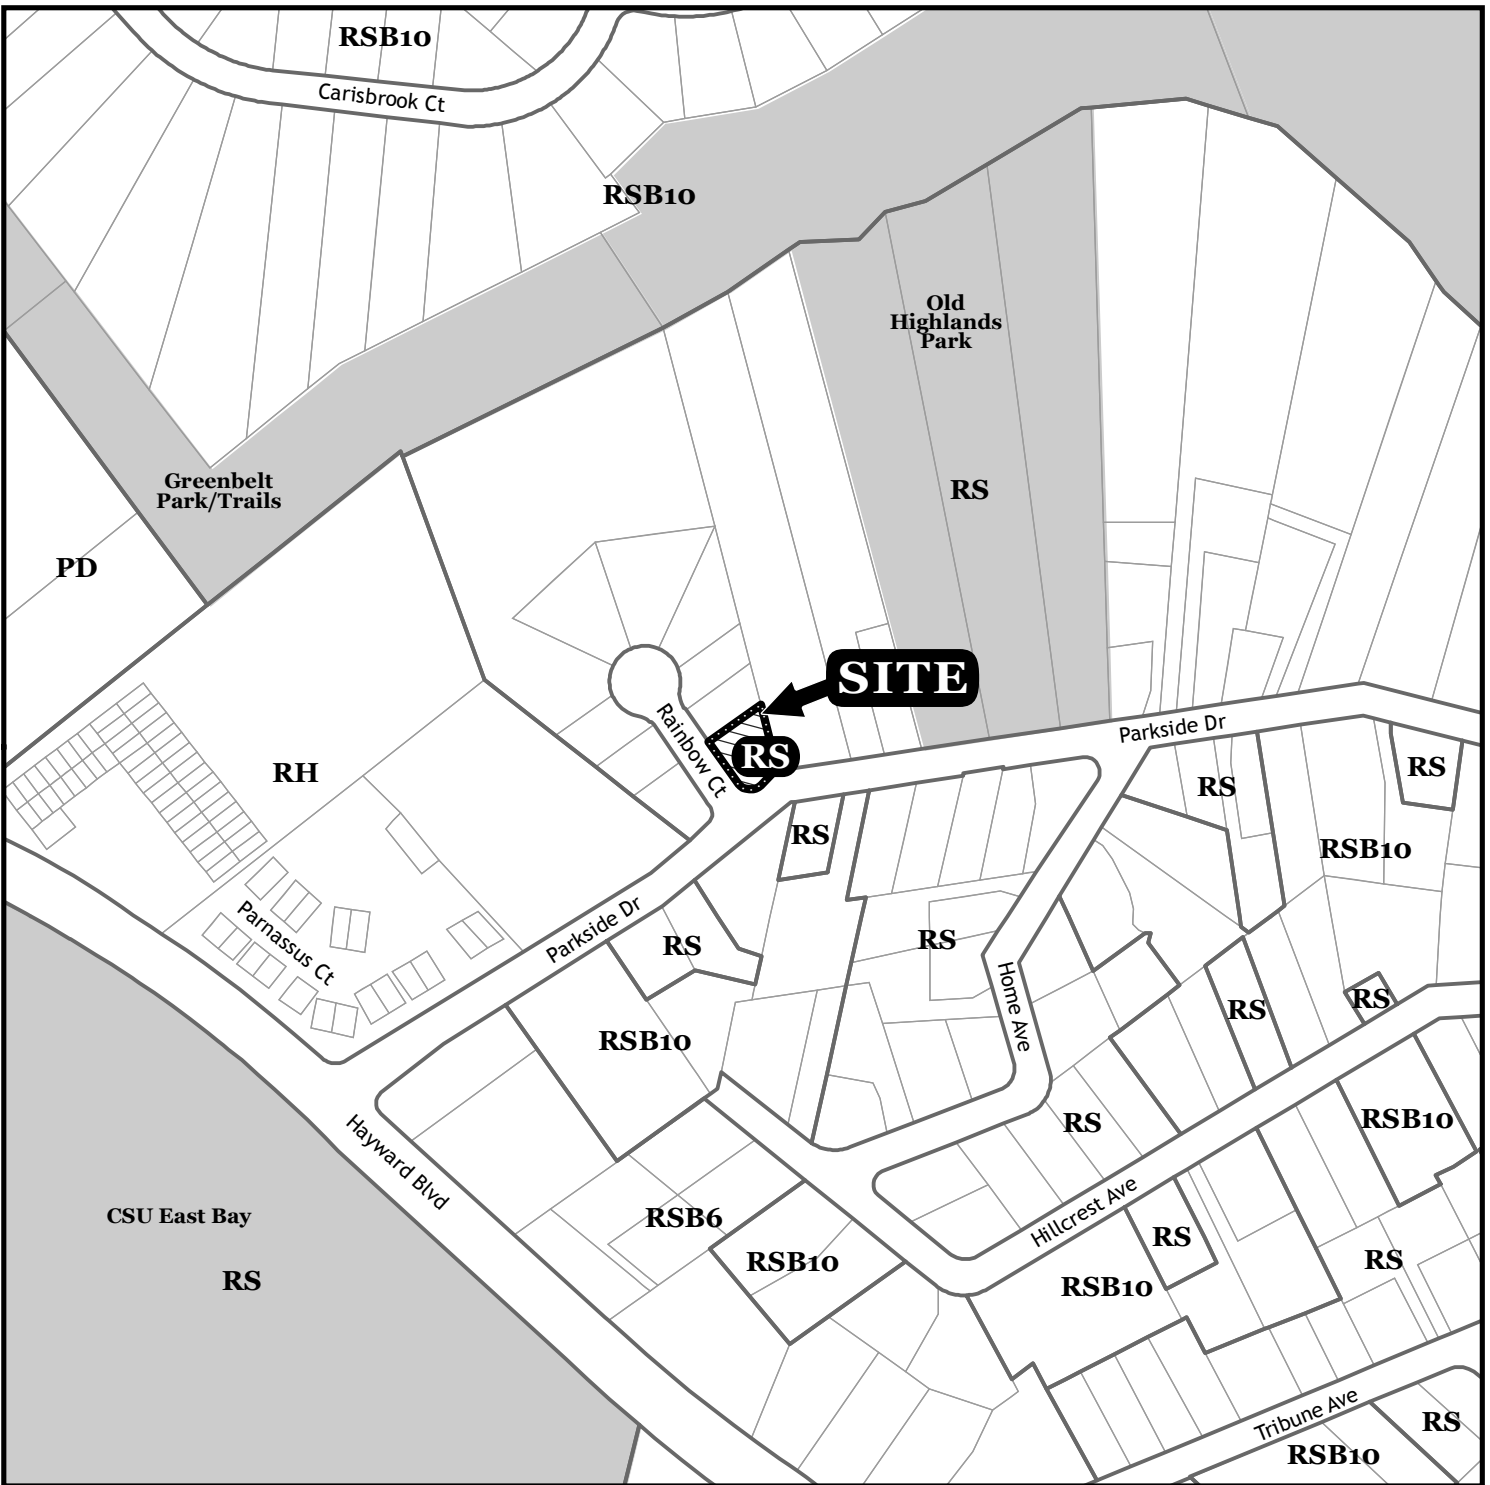 RSB10
Carisbrook Ct
RSB10
Old
Highlands
Park
Greenbelt
Park/Trails
RS
PD
SITE
Rainbow Ct
Parkside Dr
RS
RH
RS
RS
RS
RSB10
Parnassus Ct
Parkside Dr
RS
RS
Home Ave
RS
RS
RSB10
Hayward Blvd
RS
RSB10
CSU East Bay
RS
RSB6
RSB10
Hillcrest Ave
RS
RS
RSB10
Tribune Ave
RS
RSB10